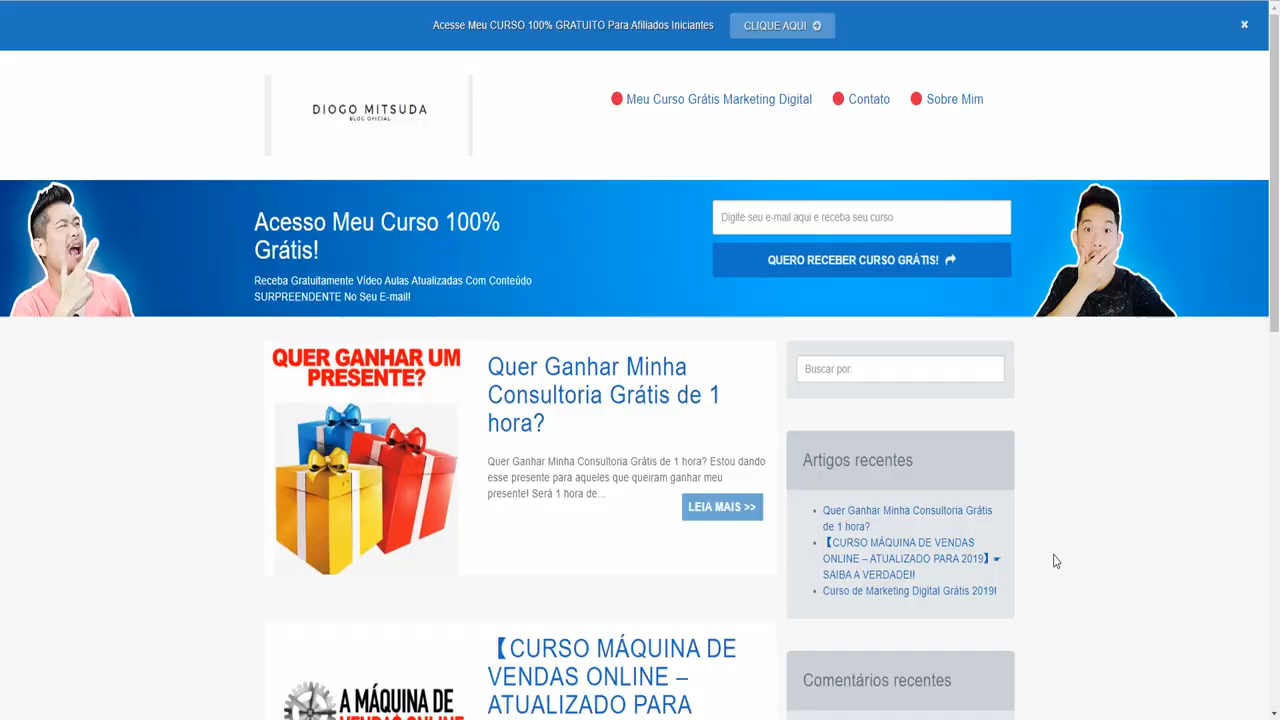 Acesse Meu CURSO 100% GRATUITO Para Afiliados Iniciantes
CLIQUE AQUI
×
DIOGO MITSUDA
BLOG OFICIAL
Meu Curso Grátis Marketing Digital
Contato
Sobre Mim
Acesso Meu Curso 100%
Grátis!
Receba Gratuitamente Vídeo Aulas Atualizadas Com Conteúdo
SURPREENDENTE No Seu E-mail!
Digite seu e-mail aqui e receba seu curso
QUERO RECEBER CURSO GRÁTIS!
QUER GANHAR UM
PRESENTE?
Quer Ganhar Minha
Consultoria Grátis de 1
hora?
Quer Ganhar Minha Consultoria Grátis de 1 hora? Estou dando
esse presente para aqueles que queiram ganhar meu
presente! Será 1 hora de...
LEIA MAIS >>
Buscar por:
Artigos recentes
Quer Ganhar Minha Consultoria Grátis
de 1 hora?
【CURSO MÁQUINA DE VENDAS
ONLINE – ATUALIZADO PARA 2019】☛
SAIBA A VERDADE!!
Curso de Marketing Digital Grátis 2019!
A MÁQUINA DE
VENDAS ONLINE
【CURSO MÁQUINA DE
VENDAS ONLINE –
ATUALIZADO PARA
Comentários recentes